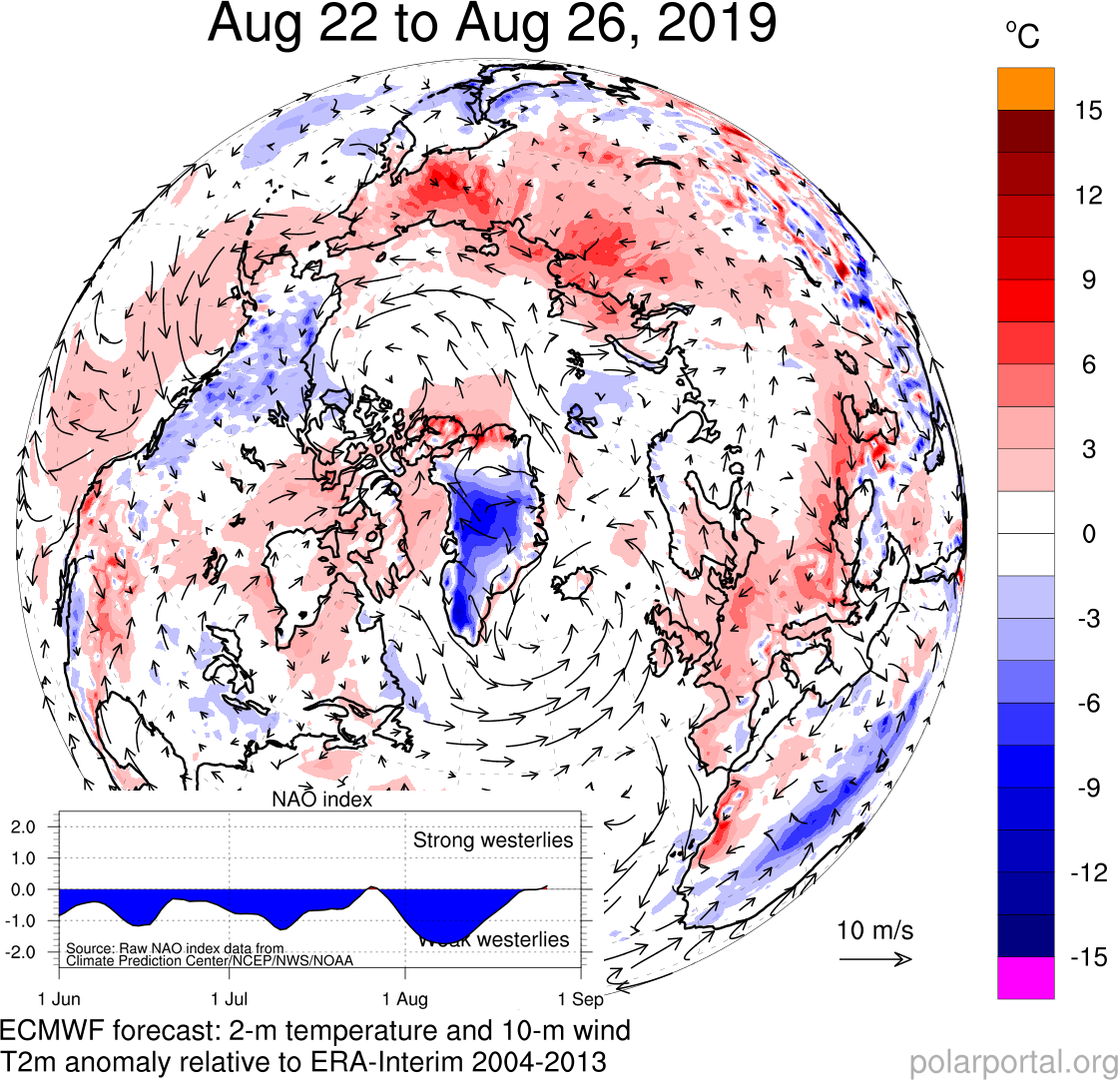 Aug 22 to Aug 26, 2019
°C
15
12
9
6
3
0
-3
-6
-9
-12
-15
NAO index
2.0
1.0
0.0
-1.0
-2.0
Strong westerlies
Weak westerlies
Source: Raw NAO index data from
Climate Prediction Center/NCEP/NWS/NOAA
1 Jun
1 Jul
1 Aug
1 Sep
10 m/s
ECMWF forecast: 2-m temperature and 10-m wind
T2m anomaly relative to ERA-Interim 2004-2013
polarportal.org